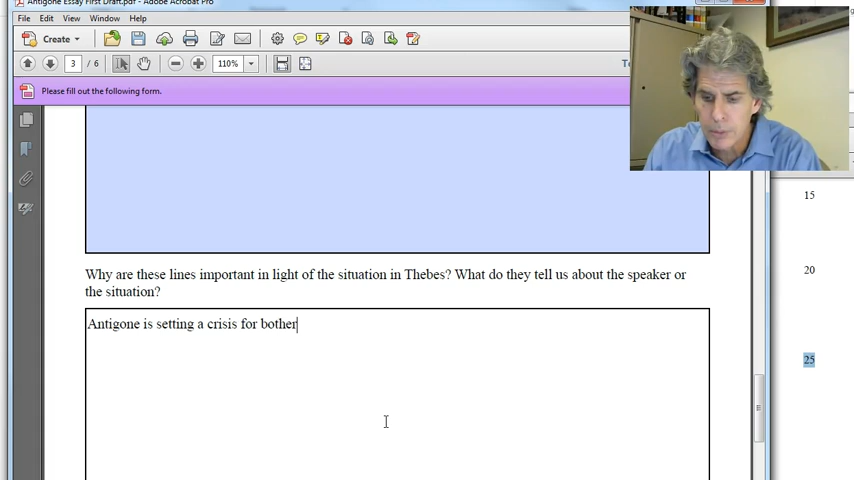 Antigone Essay First Draft.pdf - Adobe Acrobat Pro
File Edit View Window Help
Create
3 / 6 110%
Please fill out the following form.
Why are these lines important in light of the situation in Thebes? What do they tell us about the speaker or
the situation?
Antigone is setting a crisis for bother
15
20
25